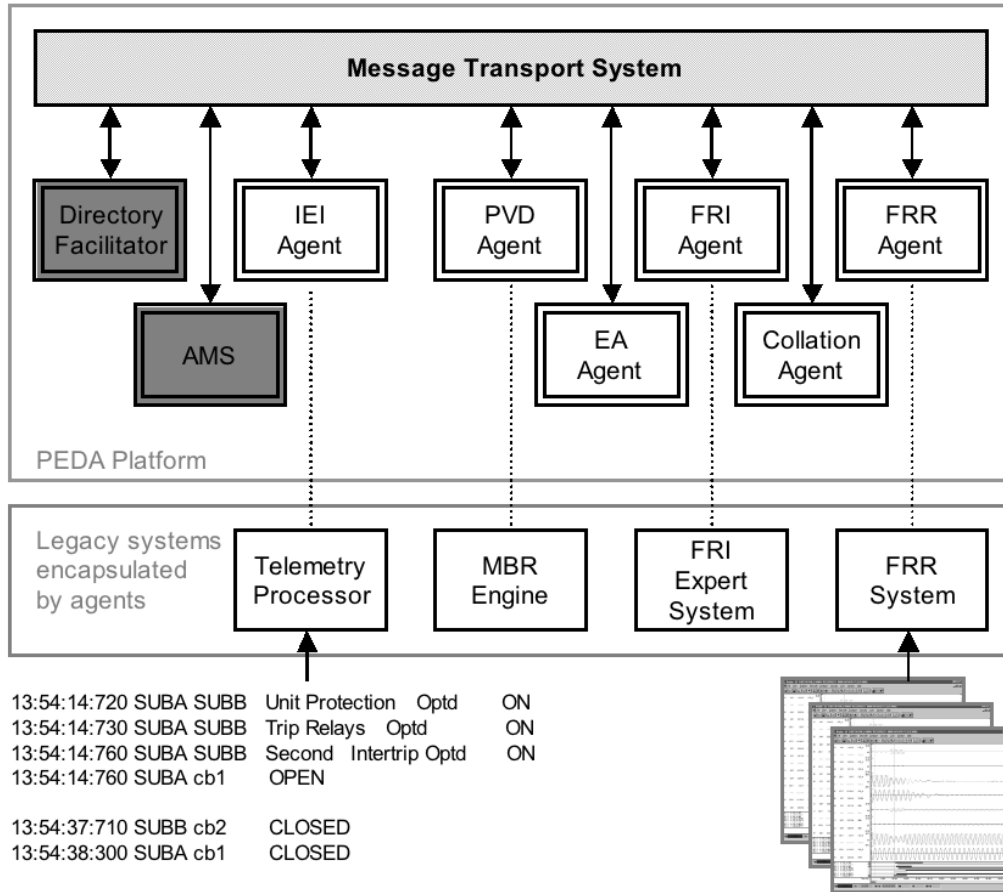 Message Transport System
Directory
Facilitator
IEI
Agent
PVD
Agent
FRI
Agent
FRR
Agent
AMS
EA
Agent
Collation
Agent
PEDA Platform
Legacy systems
encapsulated
by agents
Telemetry
Processor
MBR
Engine
FRI
Expert
System
FRR
System
13:54:14:720 SUBA SUBB Unit Protection Optd ON
13:54:14:730 SUBA SUBB Trip Relays Optd ON
13:54:14:760 SUBA SUBB Second Intertrip Optd ON
13:54:14:760 SUBA cb1 OPEN
13:54:37:710 SUBB cb2 CLOSED
13:54:38:300 SUBA cb1 CLOSED